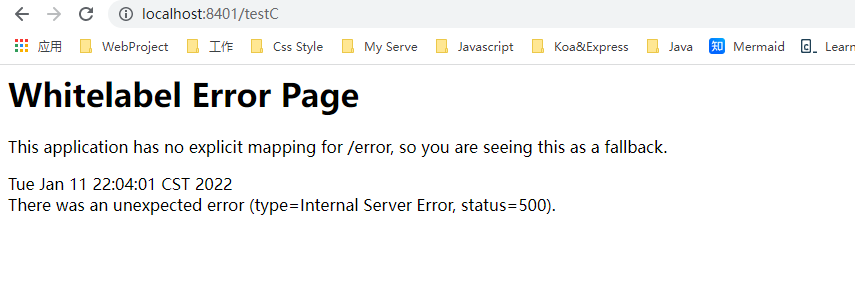 localhost:8401/testC
应用 WebProject 工作 Css Style My Serve Javascript Koa&Express Java 知 Mermaid Learn
Whitelabel Error Page
This application has no explicit mapping for /error, so you are seeing this as a fallback.
Tue Jan 11 22:04:01 CST 2022
There was an unexpected error (type=Internal Server Error, status=500).